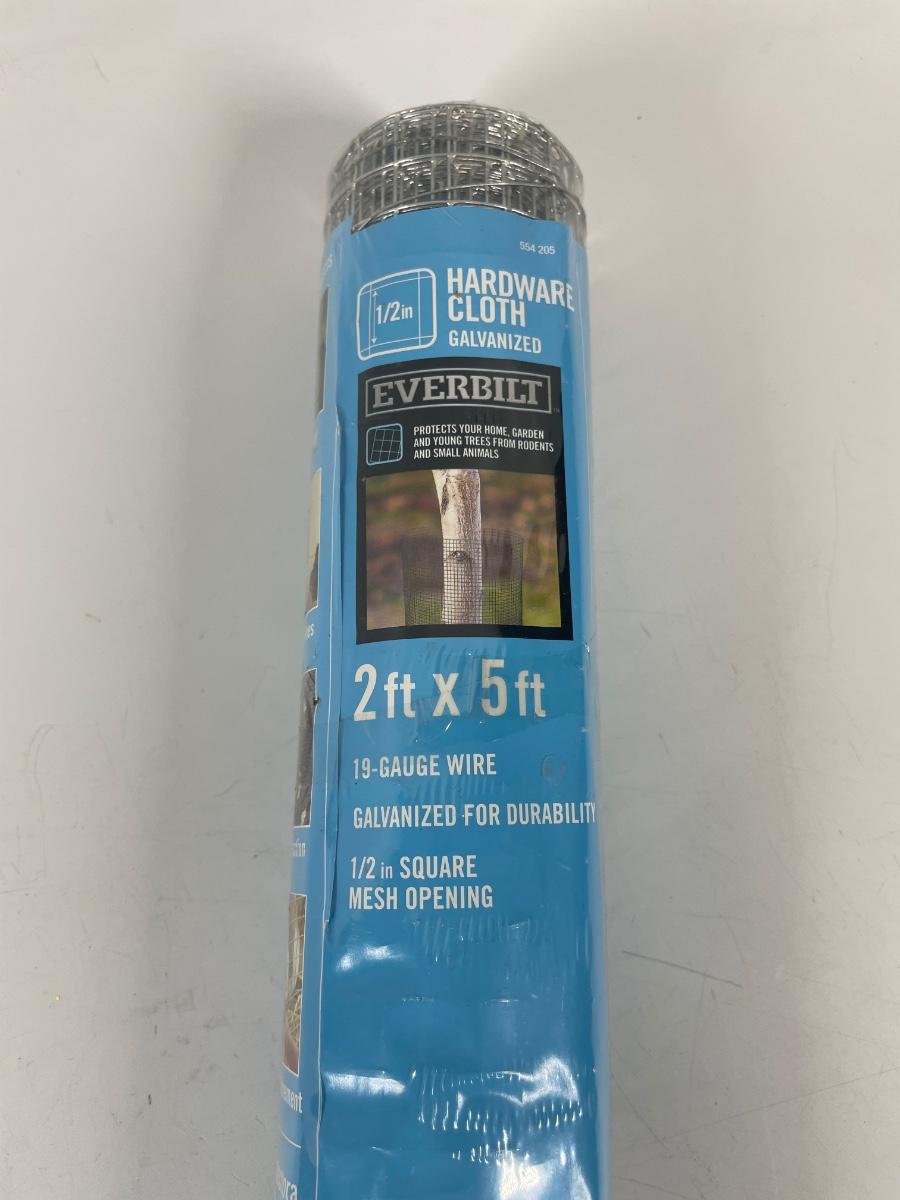 554 205
1/2in
HARDWARE
CLOTH
GALVANIZED
EVERBILT
PROTECTS YOUR HOME, GARDEN
AND YOUNG TREES FROM RODENTS
AND SMALL ANIMALS
2ft x 5ft
19-GAUGE WIRE
GALVANIZED FOR DURABILITY
1/2 in SQUARE
MESH OPENING